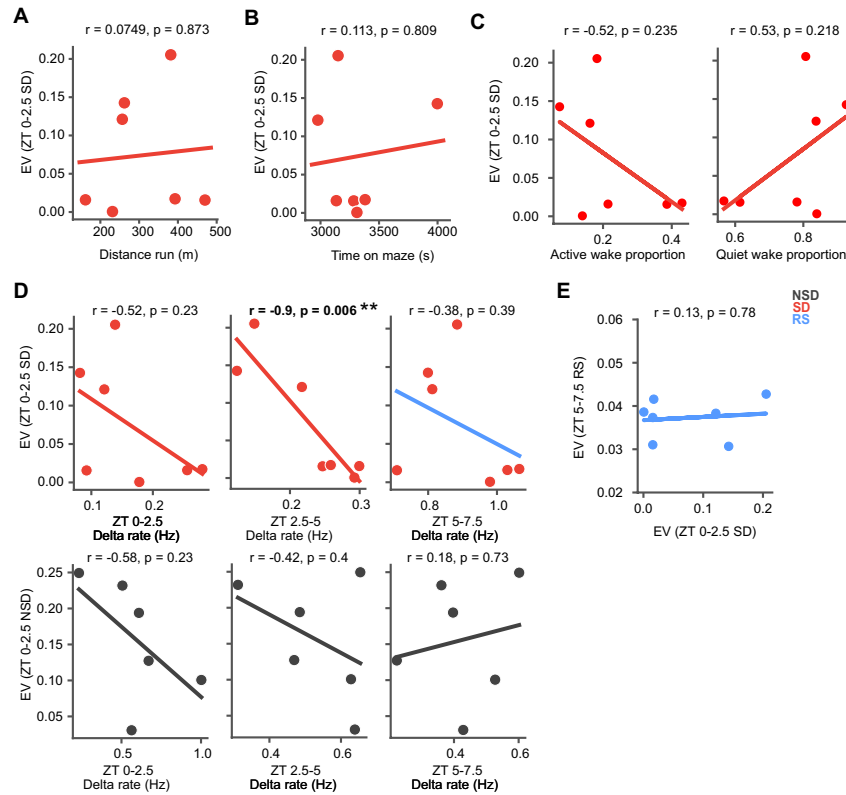 A
r = 0.0749, p = 0.873
EV (ZT 0-2.5 SD)
0.20
0.15
0.10
0.05
0.00
200 400 500
Distance run (m)
B
r = 0.113, p = 0.809
EV (ZT 0-2.5 SD)
0.20
0.15
0.10
0.05
0.00
3000 4000
Time on maze (s)
C
r = -0.52, p = 0.235
EV (ZT 0-2.5 SD)
0.20
0.15
0.10
0.05
0.00
0.2 0.4
Active wake proportion
r = 0.53, p = 0.218
0.6 0.8
Quiet wake proportion
D
r = -0.52, p = 0.23
EV (ZT 0-2.5 SD)
0.20
0.15
0.10
0.05
0.00
0.1 0.2
ZT 0-2.5
Delta rate (Hz)
r = -0.9, p = 0.006 **
0.2 0.3
ZT 2.5-5
Delta rate (Hz)
r = -0.38, p = 0.39
0.8 1.0
ZT 5-7.5
Delta rate (Hz)
r = -0.58, p = 0.23
EV (ZT 0-2.5 NSD)
0.25
0.20
0.15
0.10
0.05
0.5 1.0
ZT 0-2.5
Delta rate (Hz)
r = -0.42, p = 0.4
0.4 0.6
ZT 2.5-5
Delta rate (Hz)
r = 0.18, p = 0.73
0.4 0.6
ZT 5-7.5
Delta rate (Hz)
E
NSD
SD
RS
r = 0.13, p = 0.78
EV (ZT 5-7.5 RS)
0.06
0.05
0.04
0.03
0.02
0.0 0.1 0.2
EV (ZT 0-2.5 SD)